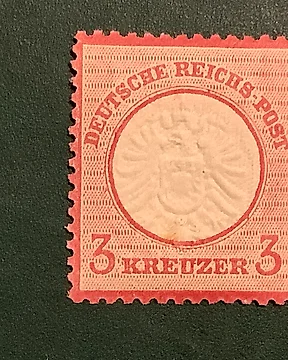 DEUTSCHE REICHS-POST
3 KREUZER 3